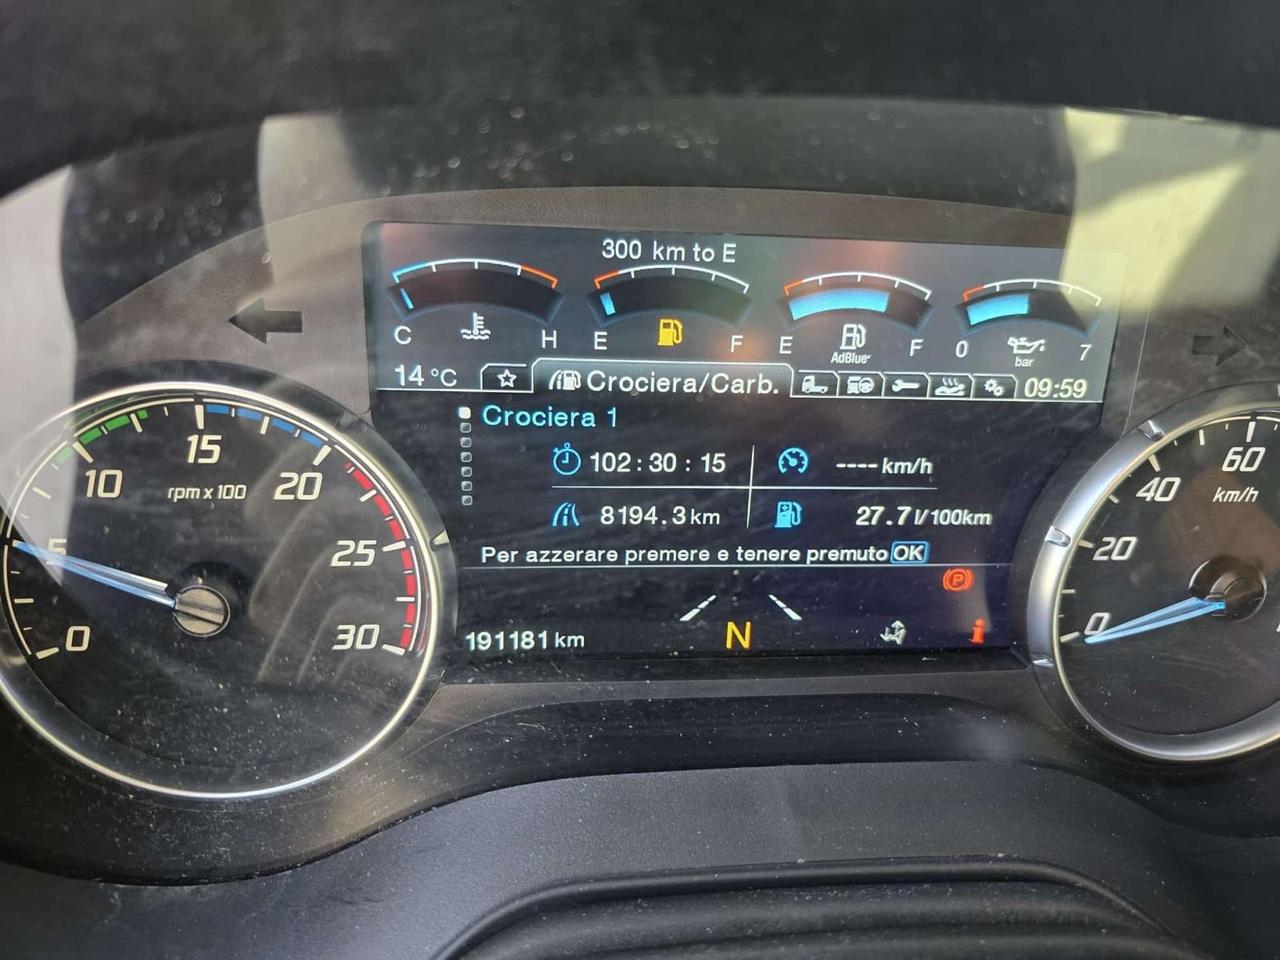 300 km to E
C H E F E AdBlue F 0 bar 7
14 °C Crociera/Carb. 09:59
Crociera 1
102 : 30 : 15 ---- km/h
8194.3 km 27.7 l/100km
Per azzerare premere e tenere premuto OK
P
191181 km N i
0 5 10 15 20 25 30
rpm x 100
0 20 40 60
km/h